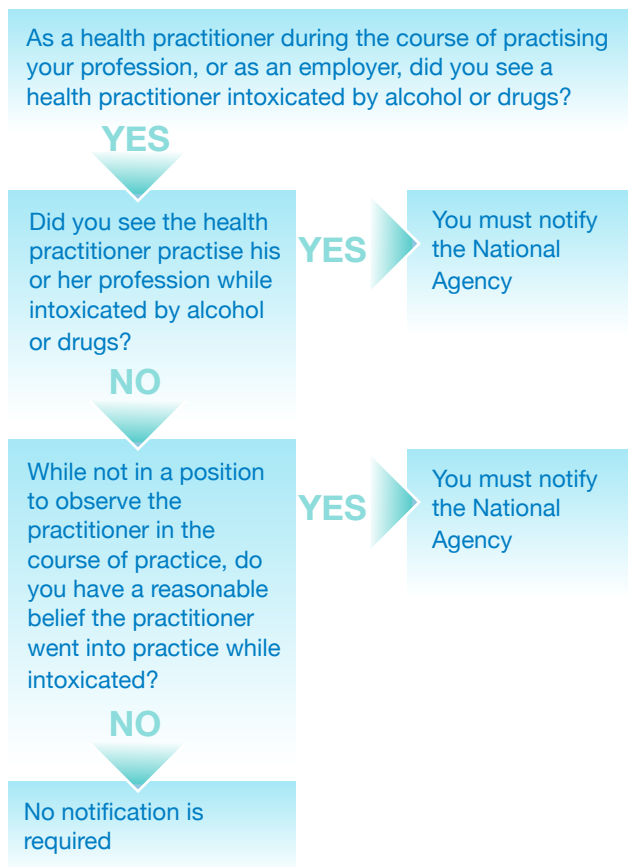 As a health practitioner during the course of practising
your profession, or as an employer, did you see a
health practitioner intoxicated by alcohol or drugs?
YES
Did you see the health
practitioner practise his
or her profession while
intoxicated by alcohol
or drugs?
YES
You must notify
the National
Agency
NO
While not in a position
to observe the
practitioner in the
course of practice, do
you have a reasonable
belief the practitioner
went into practice while
intoxicated?
YES
You must notify
the National
Agency
NO
No notification is
required